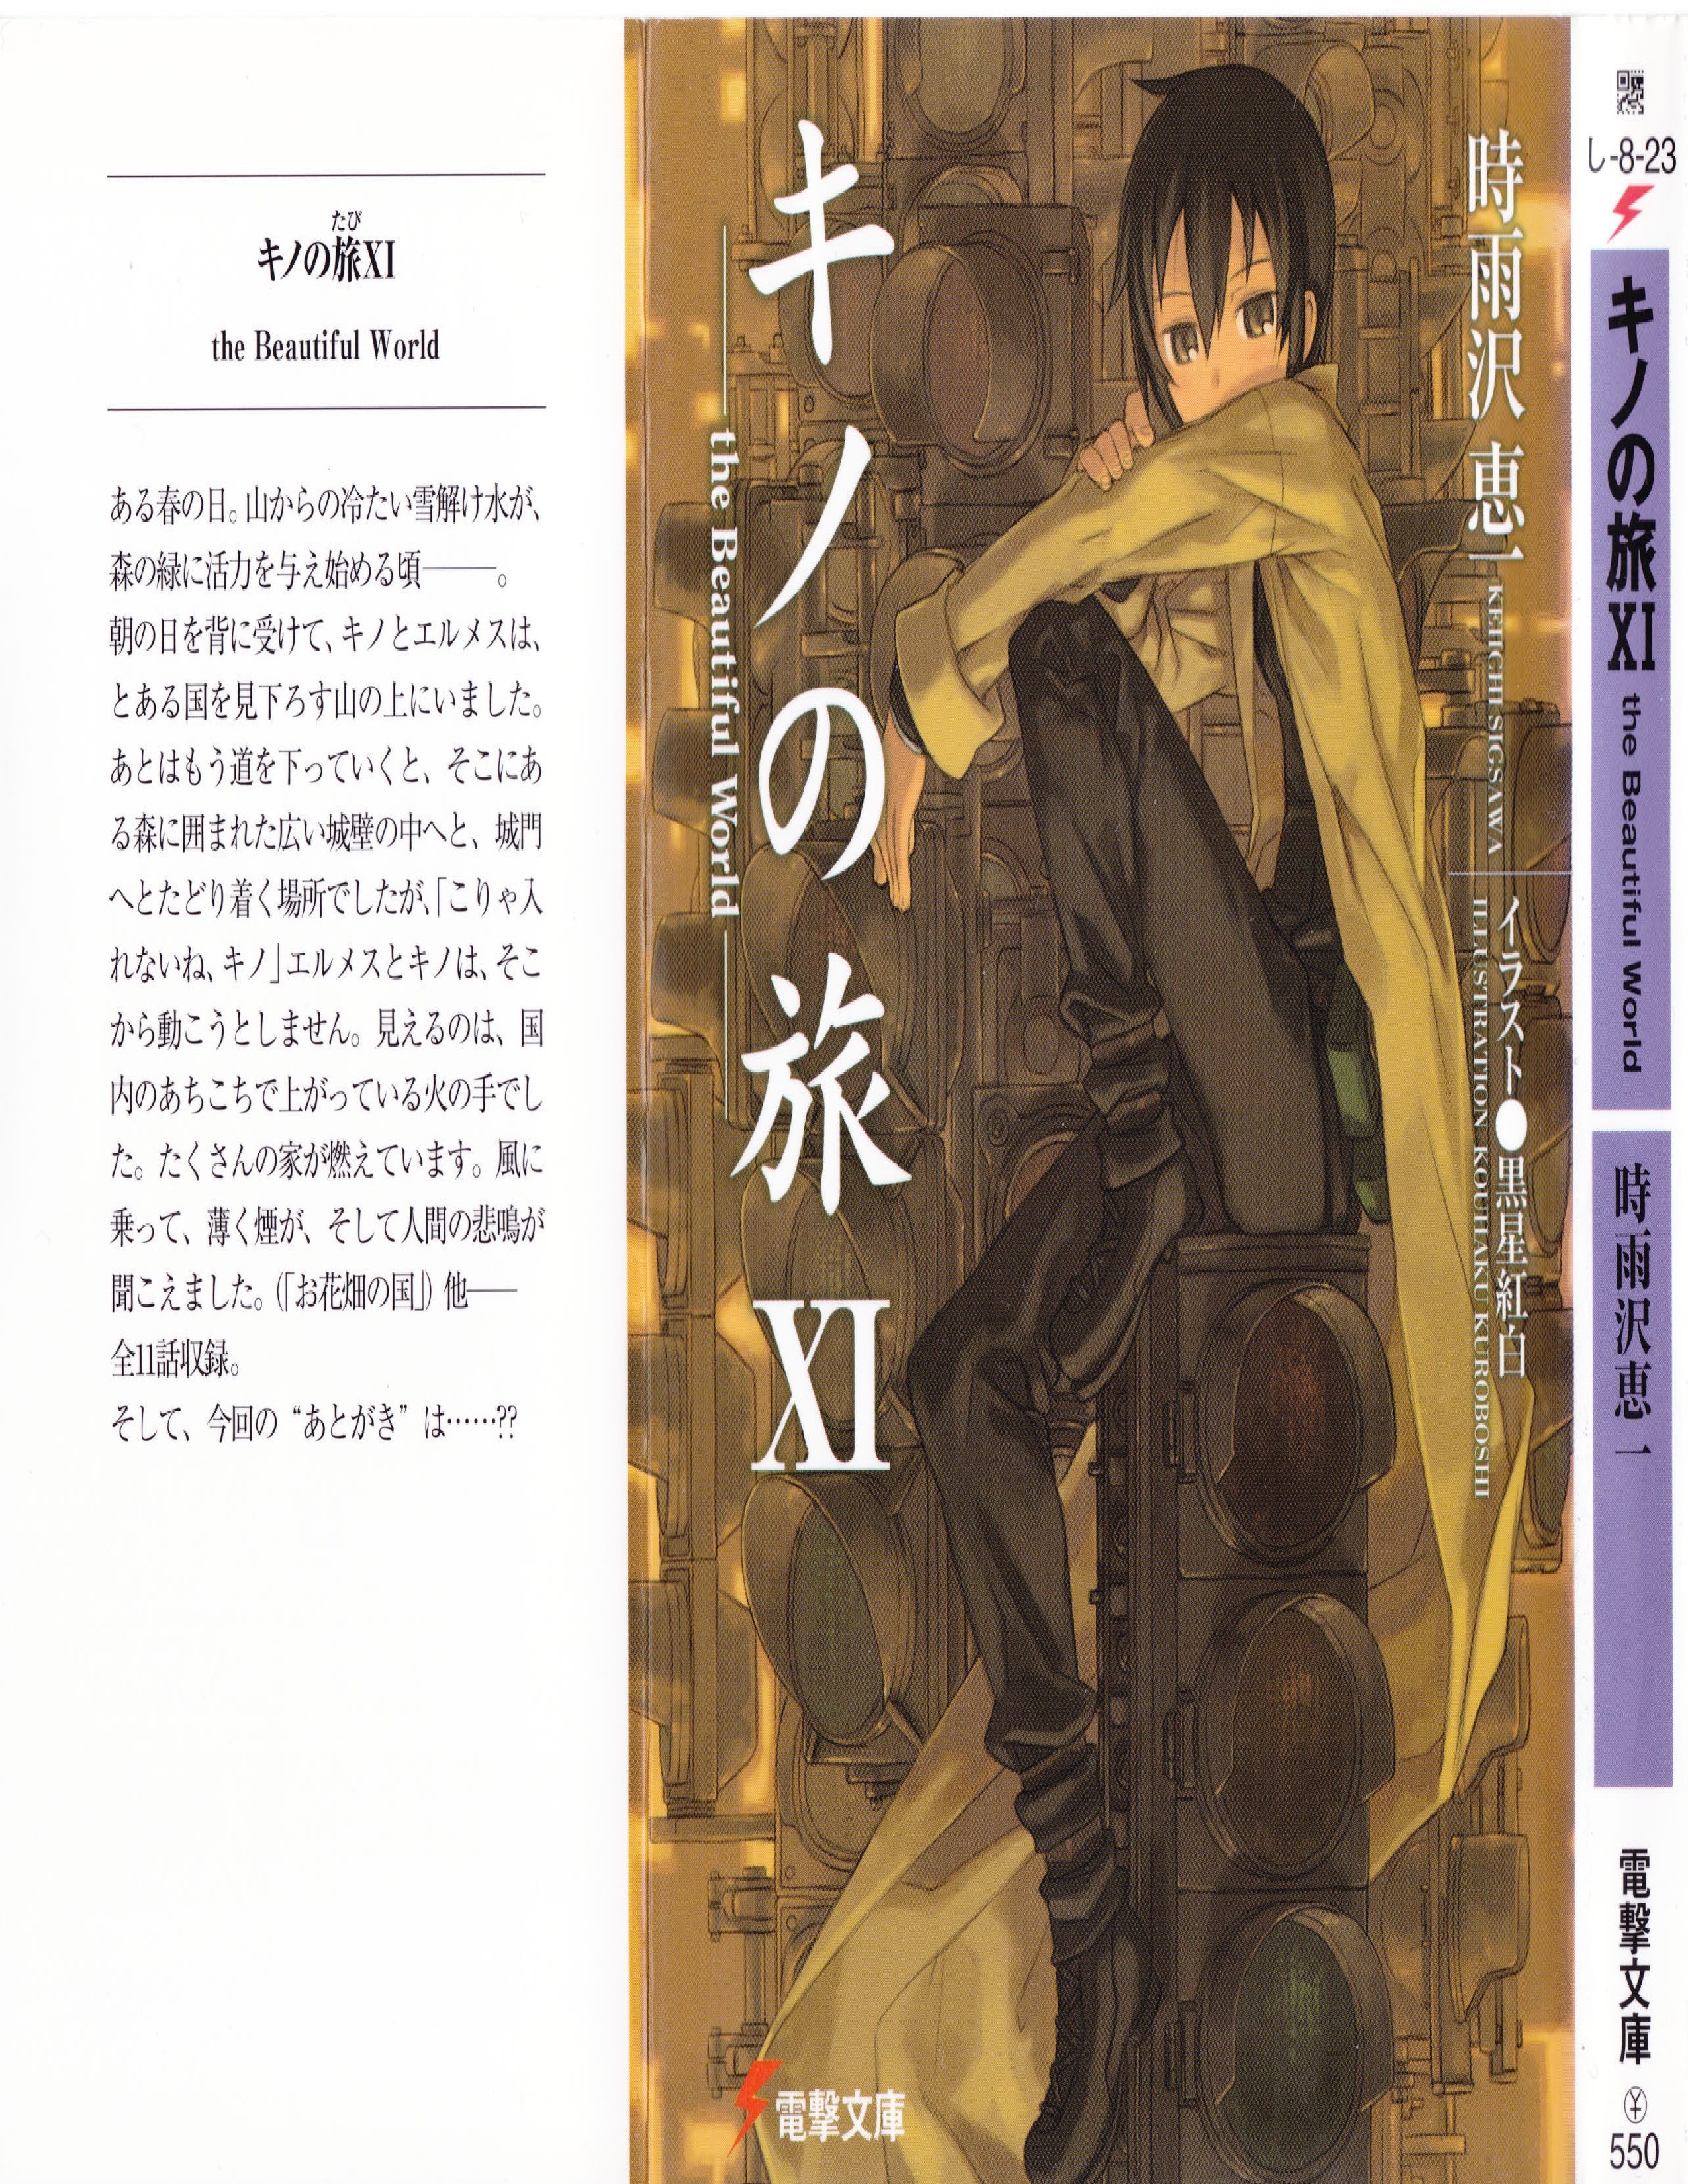 たび
キノの旅XI
the Beautiful World
ある春の日。山からの冷たい雪解け水が、
森の緑に活力を与え始める頃───。
朝の日を背に受けて、キノとエルメスは、
とある国を見下ろす山の上にいました。
あとはもう道を下っていくと、そこにあ
る森に囲まれた広い城壁の中へと、城門
へとたどり着く場所でしたが、「こりゃ入
れないね、キノ」エルメスとキノは、そこ
から動こうとしません。見えるのは、国
内のあちこちで上がっている火の手でし
た。たくさんの家が燃えています。風に
乗って、薄く煙が、そして人間の悲鳴が
聞こえました。(「お花畑の国」) 他──
全11話収録。
そして、今回の“あとがき”は……??
キノの旅 XI
the Beautiful World
時雨沢恵一
KEIICHI SIGSAWA
イラスト●黒星紅白
ILLUSTRATION KOUHAKU KUROBOSHI
電撃文庫
し-8-23
キノの旅XI the Beautiful World
時雨沢恵一
電撃文庫
¥
550